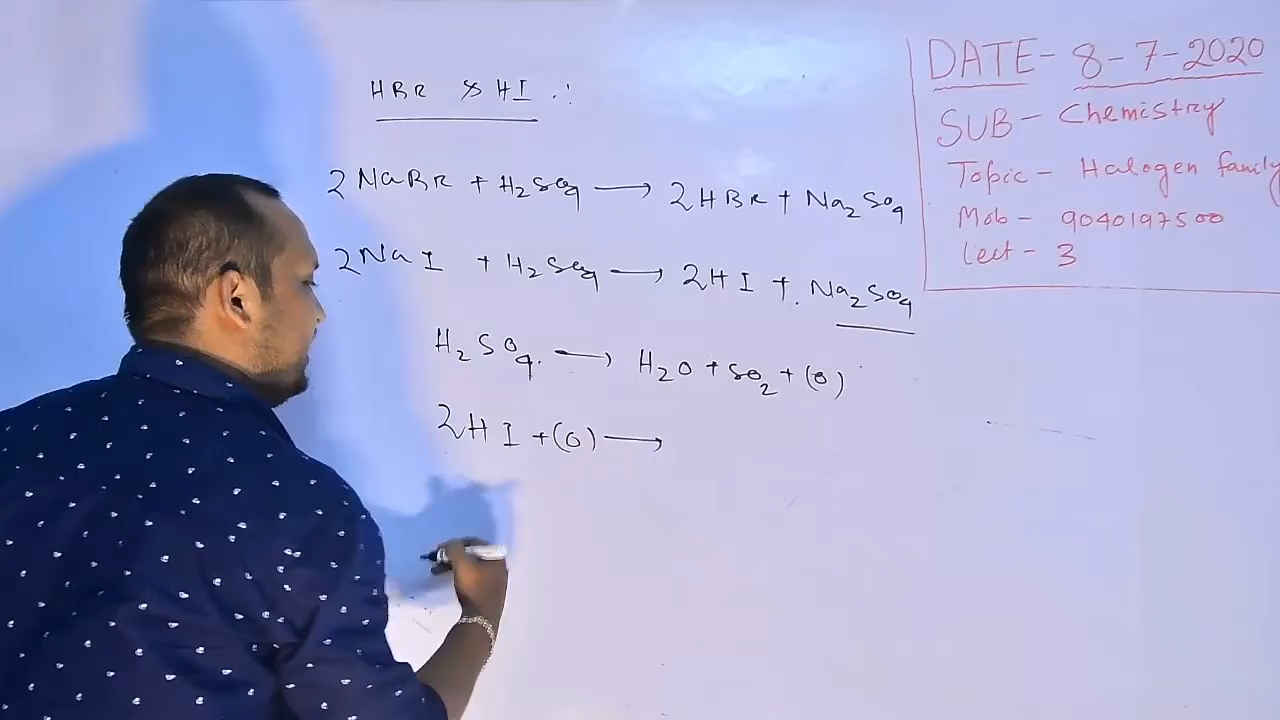 HBr & HI :
2NaBr + H₂SO₄ ⟶ 2HBr + Na₂SO₄
2NaI + H₂SO₄ ⟶ 2HI + Na₂SO₄
H₂SO₄ ⟶ H₂O + SO₂ + (O)
2HI + (O) ⟶
DATE - 8-7-2020
SUB - Chemistry
Topic - Halogen family
Mob - 9040197500
Lect - 3